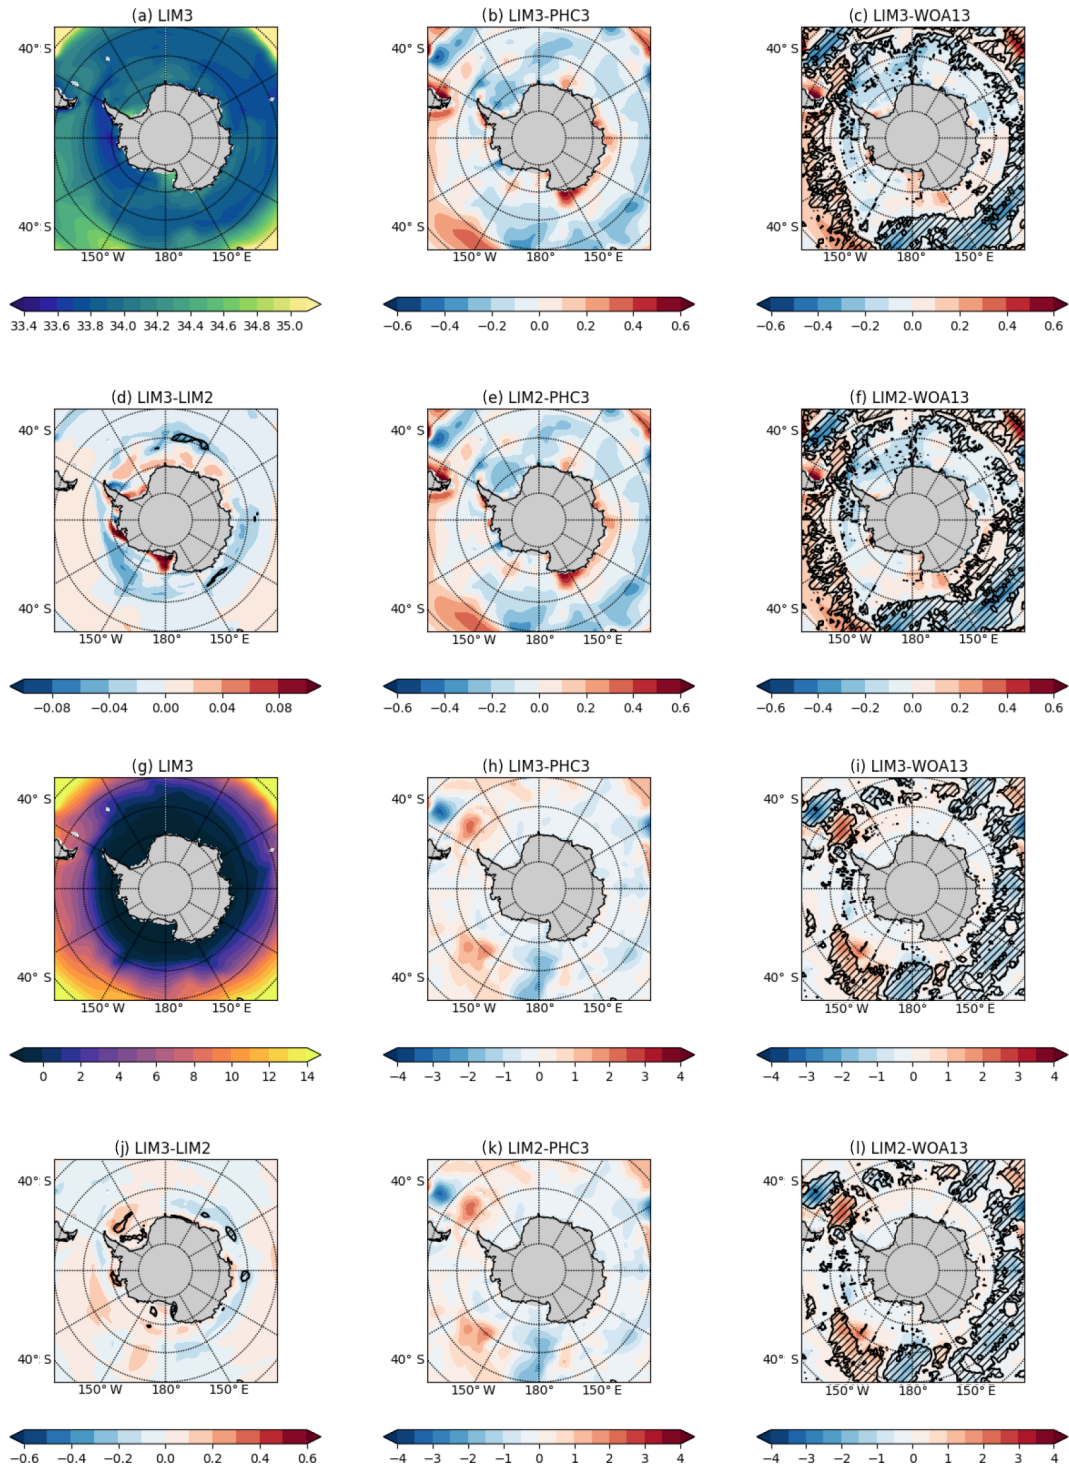 (a) LIM3 (b) LIM3-PHC3 (c) LIM3-WOA13
40° S 40° S 40° S
40° S 40° S 40° S
150° W 180° 150° E 150° W 180° 150° E 150° W 180° 150° E
33.4 33.6 33.8 34.0 34.2 34.4 34.6 34.8 35.0 −0.6 −0.4 −0.2 0.0 0.2 0.4 0.6 −0.6 −0.4 −0.2 0.0 0.2 0.4 0.6
(d) LIM3-LIM2 (e) LIM2-PHC3 (f) LIM2-WOA13
40° S 40° S 40° S
40° S 40° S 40° S
150° W 180° 150° E 150° W 180° 150° E 150° W 180° 150° E
−0.08 −0.04 0.00 0.04 0.08 −0.6 −0.4 −0.2 0.0 0.2 0.4 0.6 −0.6 −0.4 −0.2 0.0 0.2 0.4 0.6
(g) LIM3 (h) LIM3-PHC3 (i) LIM3-WOA13
40° S 40° S 40° S
40° S 40° S 40° S
150° W 180° 150° E 150° W 180° 150° E 150° W 180° 150° E
0 2 4 6 8 10 12 14 −4 −3 −2 −1 0 1 2 3 4 −4 −3 −2 −1 0 1 2 3 4
(j) LIM3-LIM2 (k) LIM2-PHC3 (l) LIM2-WOA13
40° S 40° S 40° S
40° S 40° S 40° S
150° W 180° 150° E 150° W 180° 150° E 150° W 180° 150° E
−0.6 −0.4 −0.2 0.0 0.2 0.4 0.6 −4 −3 −2 −1 0 1 2 3 4 −4 −3 −2 −1 0 1 2 3 4